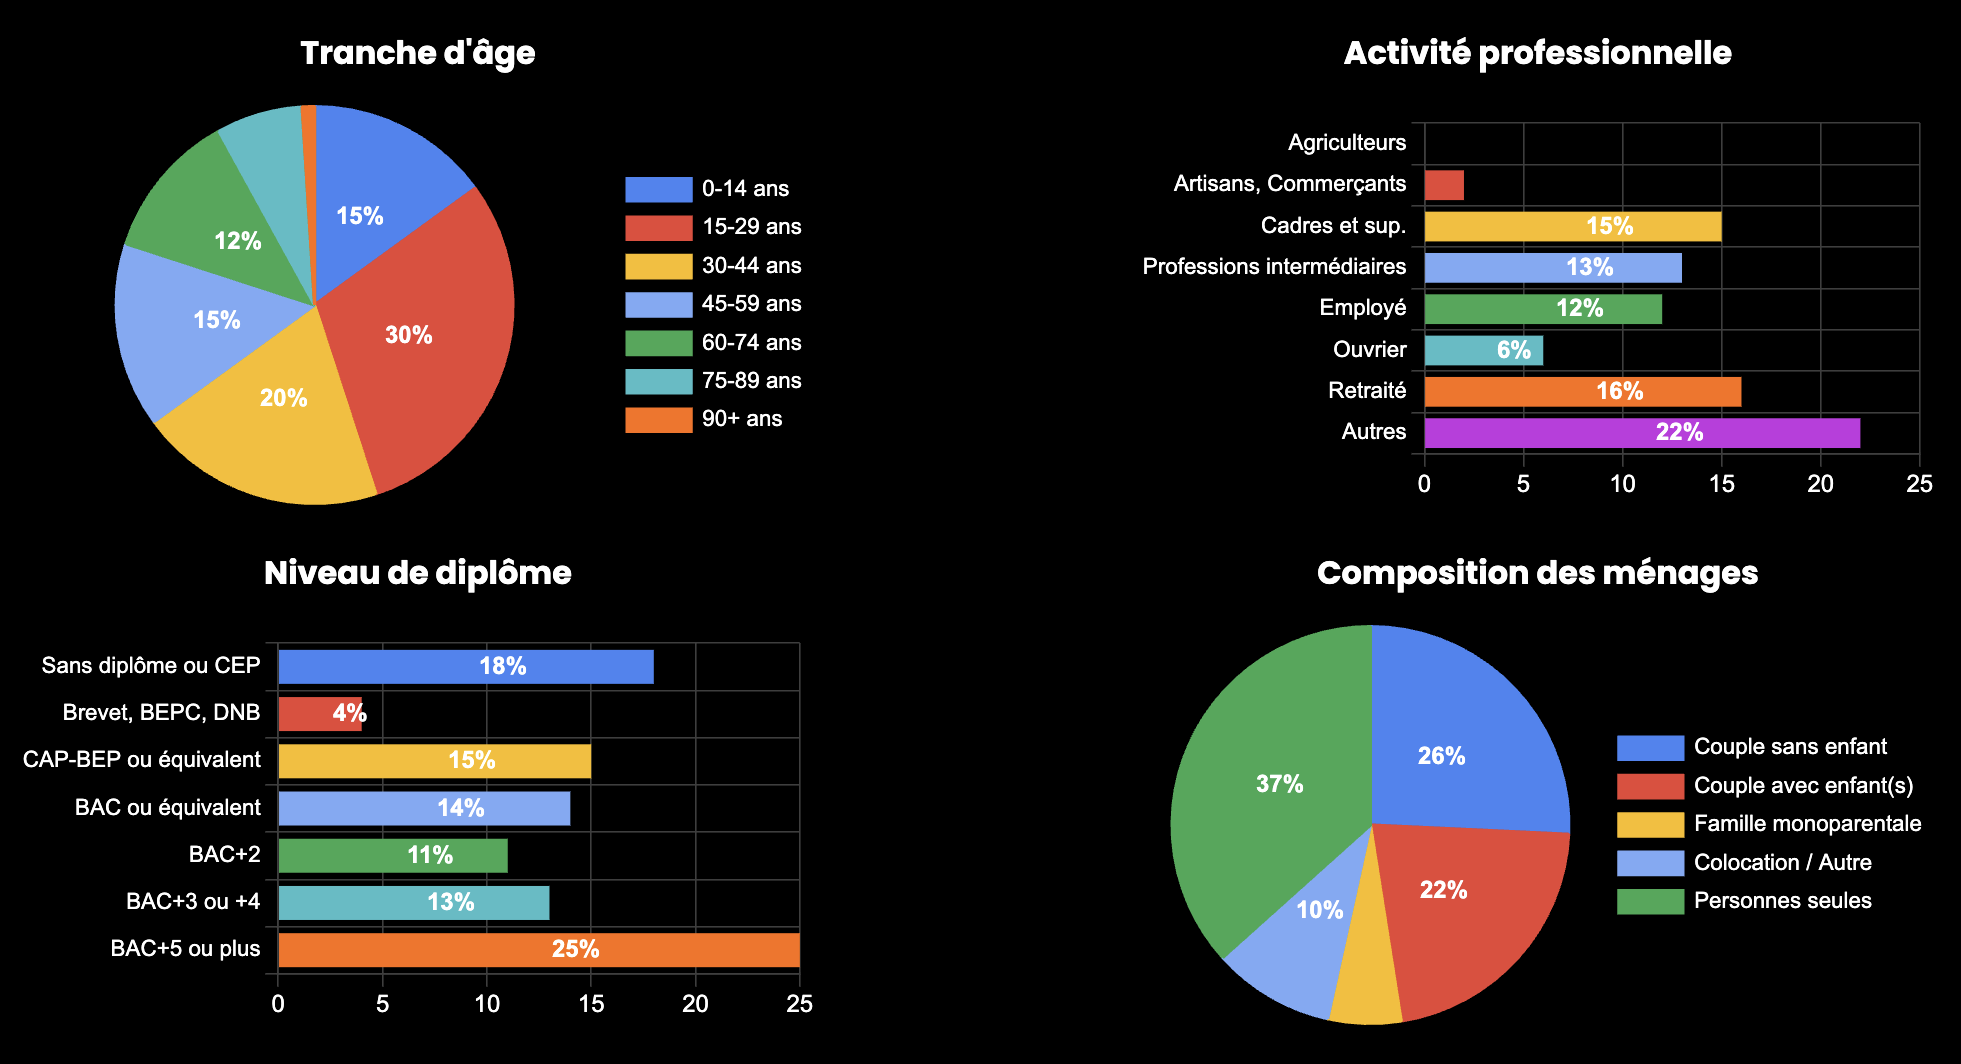 Tranche d'âge
15%
30%
20%
15%
12%
0-14 ans
15-29 ans
30-44 ans
45-59 ans
60-74 ans
75-89 ans
90+ ans
Activité professionnelle
Agriculteurs
Artisans, Commerçants
Cadres et sup. 15%
Professions intermédiaires 13%
Employé 12%
Ouvrier 6%
Retraité 16%
Autres 22%
0 5 10 15 20 25
Niveau de diplôme
Sans diplôme ou CEP 18%
Brevet, BEPC, DNB 4%
CAP-BEP ou équivalent 15%
BAC ou équivalent 14%
BAC+2 11%
BAC+3 ou +4 13%
BAC+5 ou plus 25%
0 5 10 15 20 25
Composition des ménages
26%
22%
10%
37%
Couple sans enfant
Couple avec enfant(s)
Famille monoparentale
Colocation / Autre
Personnes seules